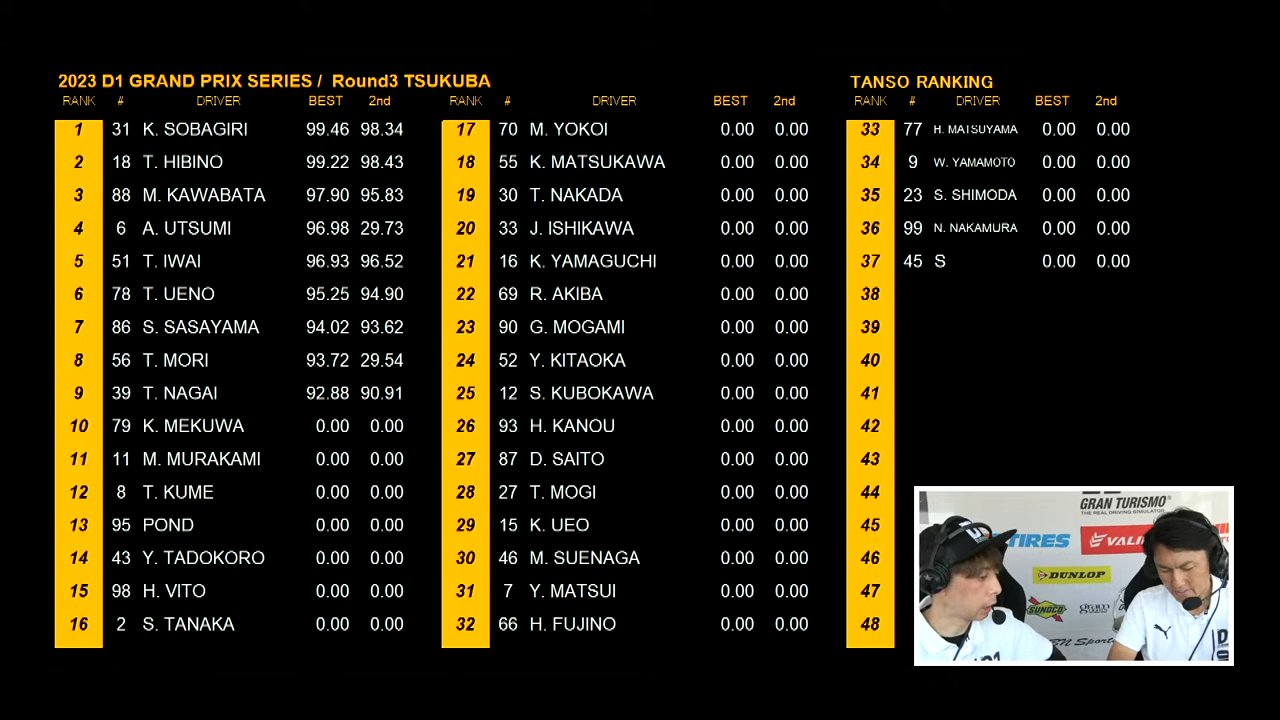 2023 D1 GRAND PRIX SERIES / Round3 TSUKUBA
RANK # DRIVER BEST 2nd
1 31 K. SOBAGIRI 99.46 98.34
2 18 T. HIBINO 99.22 98.43
3 88 M. KAWABATA 97.90 95.83
4 6 A. UTSUMI 96.98 29.73
5 51 T. IWAI 96.93 96.52
6 78 T. UENO 95.25 94.90
7 86 S. SASAYAMA 94.02 93.62
8 56 T. MORI 93.72 29.54
9 39 T. NAGAI 92.88 90.91
10 79 K. MEKUWA 0.00 0.00
11 11 M. MURAKAMI 0.00 0.00
12 8 T. KUME 0.00 0.00
13 95 POND 0.00 0.00
14 43 Y. TADOKORO 0.00 0.00
15 98 H. VITO 0.00 0.00
16 2 S. TANAKA 0.00 0.00
RANK # DRIVER BEST 2nd
17 70 M. YOKOI 0.00 0.00
18 55 K. MATSUKAWA 0.00 0.00
19 30 T. NAKADA 0.00 0.00
20 33 J. ISHIKAWA 0.00 0.00
21 16 K. YAMAGUCHI 0.00 0.00
22 69 R. AKIBA 0.00 0.00
23 90 G. MOGAMI 0.00 0.00
24 52 Y. KITAOKA 0.00 0.00
25 12 S. KUBOKAWA 0.00 0.00
26 93 H. KANOU 0.00 0.00
27 87 D. SAITO 0.00 0.00
28 27 T. MOGI 0.00 0.00
29 15 K. UEO 0.00 0.00
30 46 M. SUENAGA 0.00 0.00
31 7 Y. MATSUI 0.00 0.00
32 66 H. FUJINO 0.00 0.00
TANSO RANKING
RANK # DRIVER BEST 2nd
33 77 H. MATSUYAMA 0.00 0.00
34 9 W. YAMAMOTO 0.00 0.00
35 23 S. SHIMODA 0.00 0.00
36 99 N. NAKAMURA 0.00 0.00
37 45 S 0.00 0.00
38
39
40
41
42
43
44
45
46
47
48
GRAN TURISMO
THE REAL DRIVING SIMULATOR
TIRES
VALI
DUNLOP
SUNOCO
gram